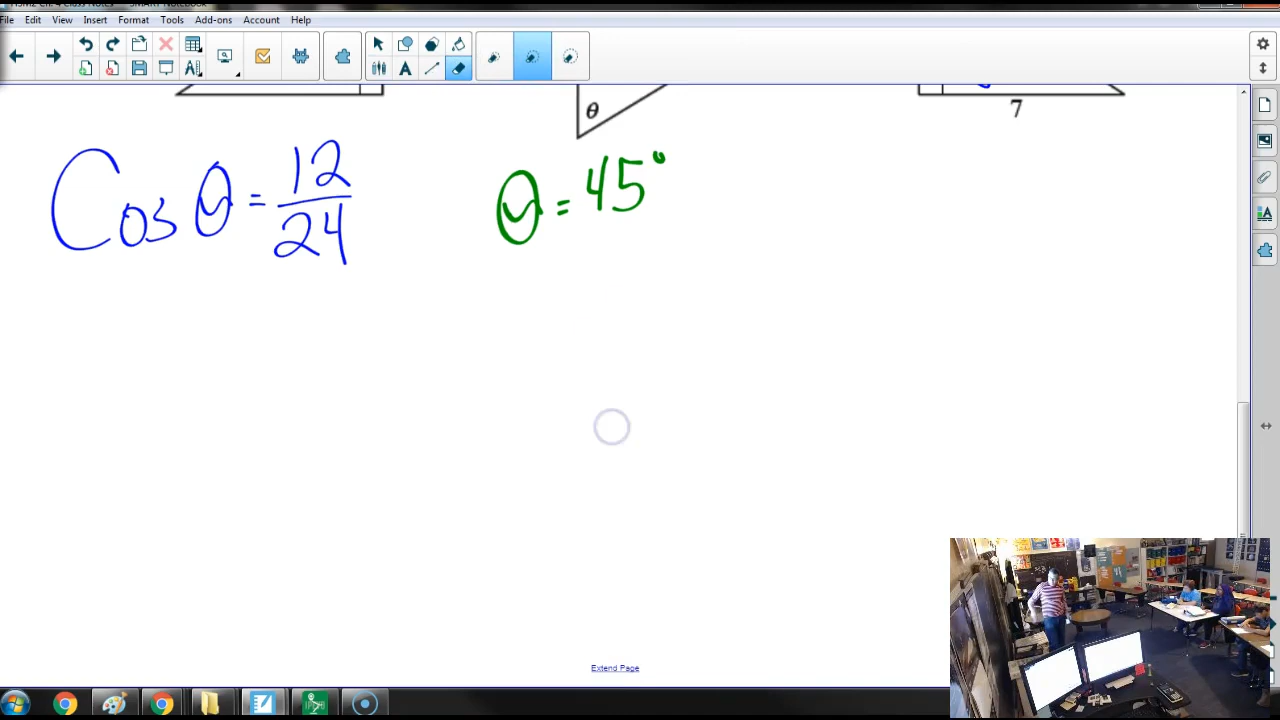 File Edit View Insert Format Tools Add-ons Account Help
θ
7
Cos θ = 12/24
θ = 45°
Extend Page